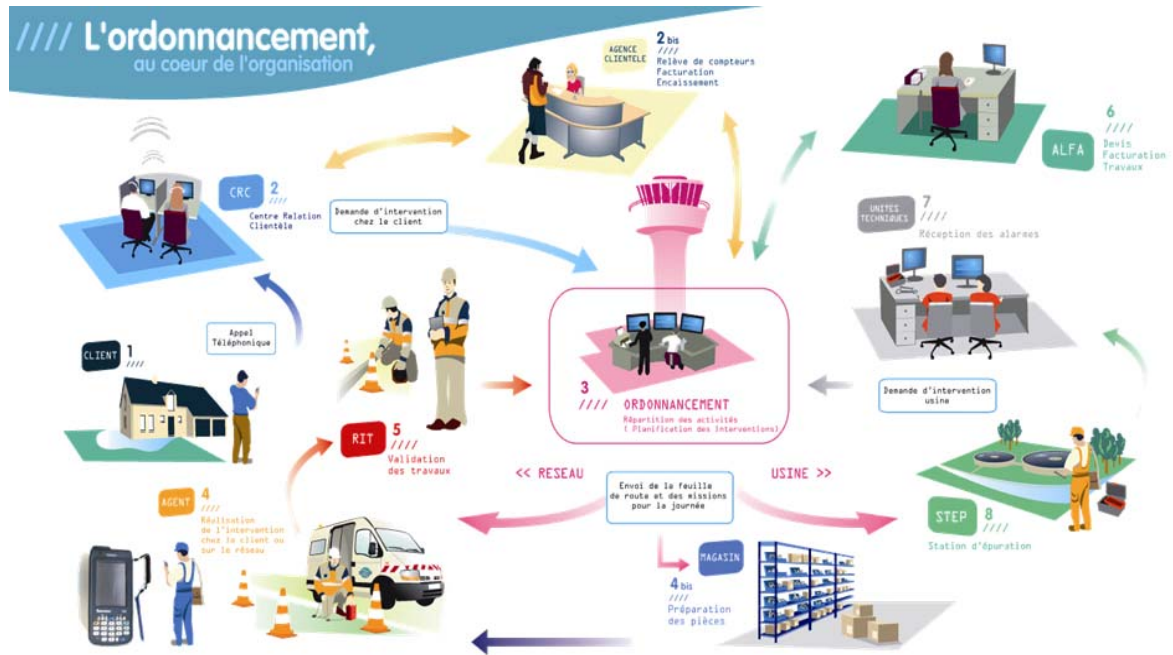 //// L'ordonnancement,
au coeur de l'organisation
AGENCE
CLIENTELE
2 bis
////
Relève de compteurs
Facturation
Encaissement
6
////
Devis
Facturation
Travaux
ALFA
CRC
2
////
Centre Relation
Clientèle
Demande d'intervention
chez le client
UNITES
TECHNIQUES
7
////
Réception des alarmes
Appel
Téléphonique
CLIENT
1
////
3
////
ORDONNANCEMENT
Répartition des activités
( Planification des interventions)
Demande d'intervention
usine
RIT
5
////
Validation
des travaux
<< RESEAU
USINE >>
Envoi de la feuille
de route et des missions
pour la journée
AGENT
4
////
Réalisation
de l'intervention
chez le client ou
sur le réseau
STEP
8
////
Station d'épuration
MAGASIN
4 bis
////
Préparation
des pièces